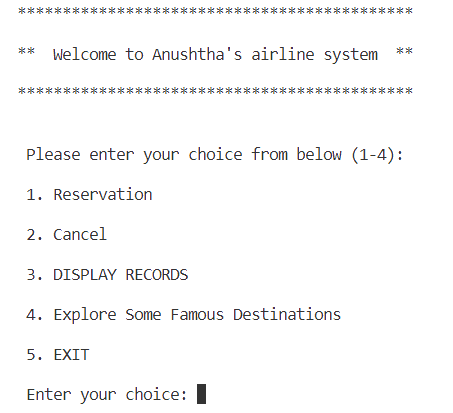 ********************************************
**  Welcome to Anushtha's airline system  **
********************************************
Please enter your choice from below (1-4):
1. Reservation
2. Cancel
3. DISPLAY RECORDS
4. Explore Some Famous Destinations
5. EXIT
Enter your choice: